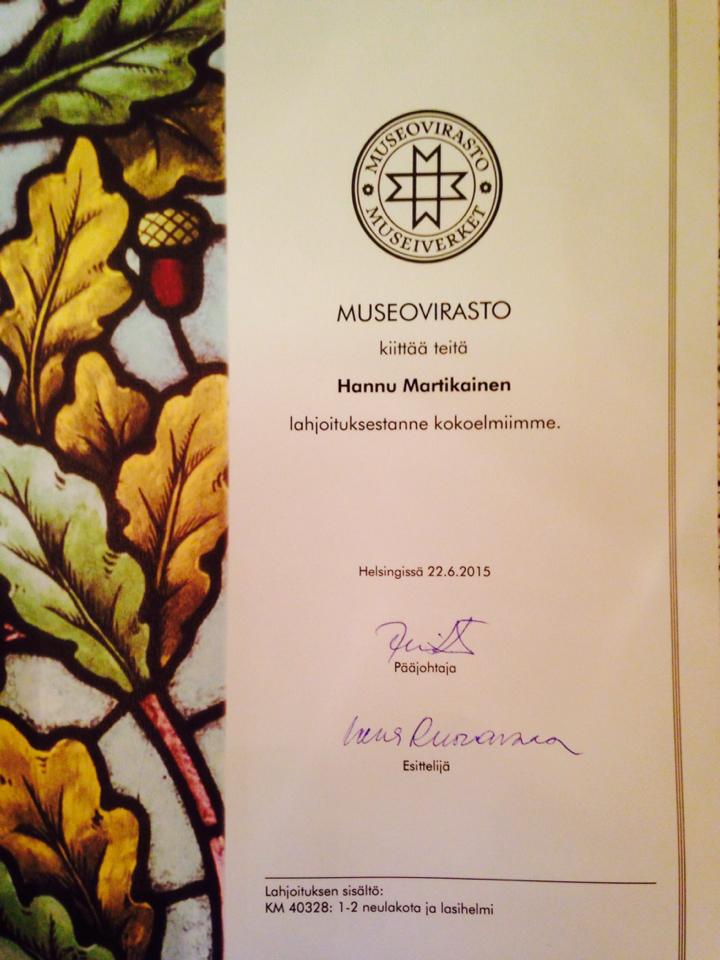 MUSEOVIRASTO
MUSEIVERKET
MUSEOVIRASTO
kiittää teitä
Hannu Martikainen
lahjoituksestanne kokoelmiimme.
Helsingissä 22.6.2015
Pääjohtaja
Esittelijä
Lahjoituksen sisältö:
KM 40328: 1-2 neulakota ja lasihelmi